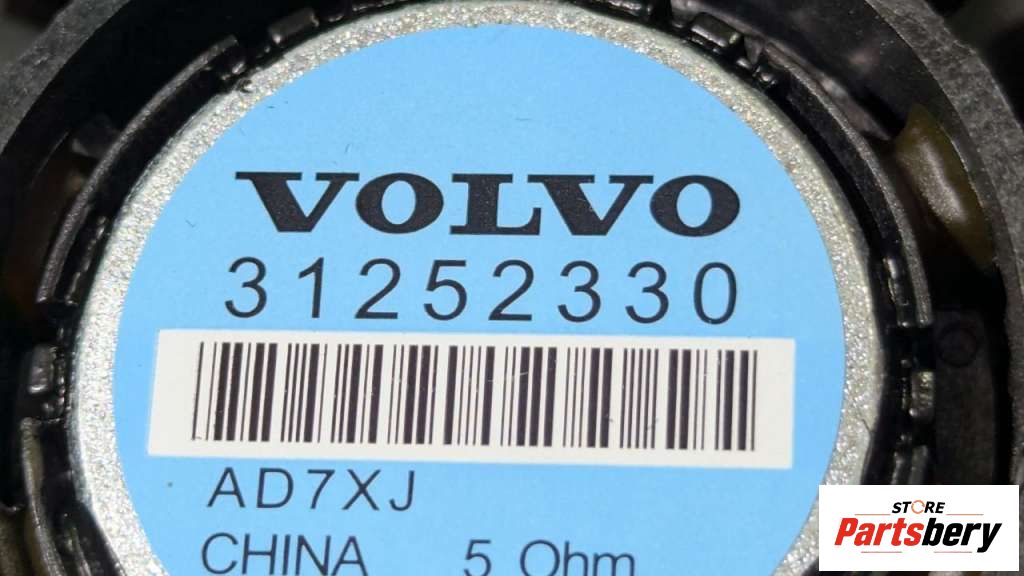 VOLVO
31252330
AD7XJ
CHINA 5 Ohm
STORE
Partsbery